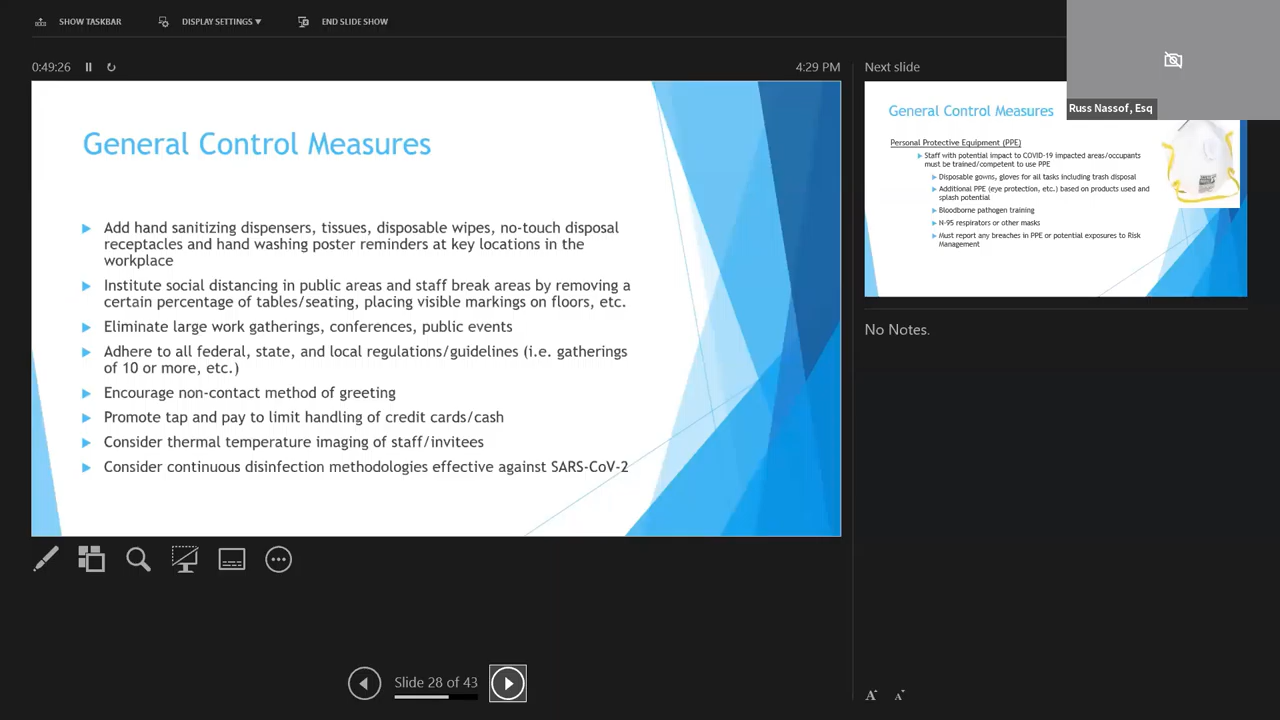 SHOW TASKBAR
DISPLAY SETTINGS ▼
END SLIDE SHOW
0:49:26
4:29 PM
General Control Measures
Add hand sanitizing dispensers, tissues, disposable wipes, no-touch disposal
receptacles and hand washing poster reminders at key locations in the
workplace
Institute social distancing in public areas and staff break areas by removing a
certain percentage of tables/seating, placing visible markings on floors, etc.
Eliminate large work gatherings, conferences, public events
Adhere to all federal, state, and local regulations/guidelines (i.e. gatherings
of 10 or more, etc.)
Encourage non-contact method of greeting
Promote tap and pay to limit handling of credit cards/cash
Consider thermal temperature imaging of staff/invitees
Consider continuous disinfection methodologies effective against SARS-CoV-2
Slide 28 of 43
Next slide
Russ Nassof, Esq
General Control Measures
Personal Protective Equipment (PPE)
Staff with potential impact to COVID-19 impacted areas/occupants
must be trained/competent to use PPE
Disposable gowns, gloves for all tasks including trash disposal
Additional PPE (eye protection, etc.) based on products used and
splash potential
Bloodborne pathogen training
N-95 respirators or other masks
Must report any breaches in PPE or potential exposures to Risk
Management
No Notes.
A A